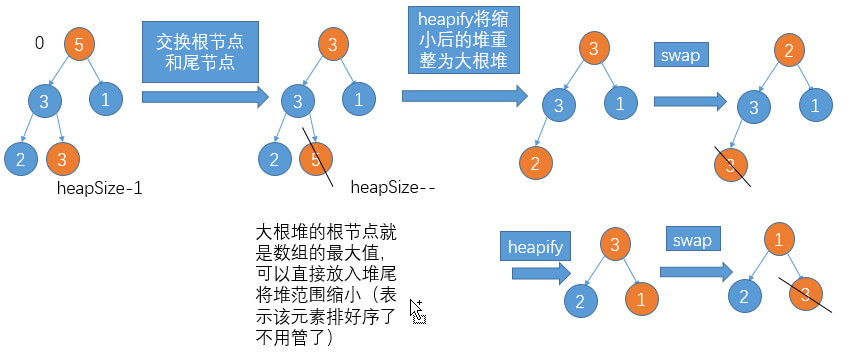 0
5
3
1
2
3
heapSize-1
交换根节点
和尾节点
3
3
1
2
5
heapSize--
heapify将缩
小后的堆重
整为大根堆
3
3
1
2
swap
2
3
1
3
大根堆的根节点就
是数组的最大值,
可以直接放入堆尾
将堆范围缩小（表
示该元素排好序了
不用管了）
heapify
3
2
1
swap
1
2
3